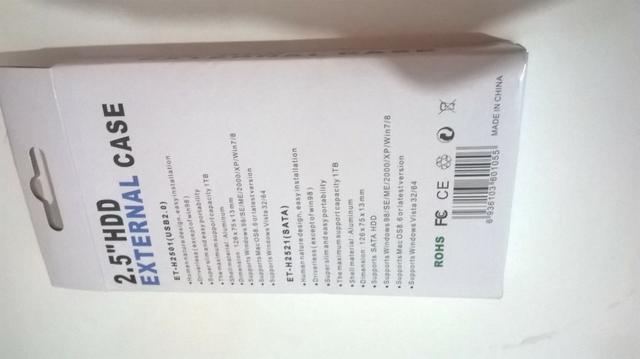 2.5"HDD
EXTERNAL CASE
ET-H2501(USB2.0)
•Human nature design, easy installation
•Driverless (except of win98)
•Super slim and easy portability
•The maximum support capacity 1TB
•Shell material: Aluminum
•Dimension: 126x75x13mm
•Supports Windows 98/SE/ME/2000/XP/Win7/8
•Supports Mac OS8.6 or latest version
•Supports Windows Vista 32/64
ET-H2521(SATA)
•Human nature design, easy installation
•Driverless (except of win98)
•Super slim and easy portability
•The maximum support capacity 1TB
•Shell material: Aluminum
•Dimension: 126x75x13mm
•Supports SATA HDD
•Supports Windows 98/SE/ME/2000/XP/Win7/8
•Supports Mac OS8.6 or latest version
•Supports Windows Vista 32/64
ROHS FC CE
6936103601055
MADE IN CHINA